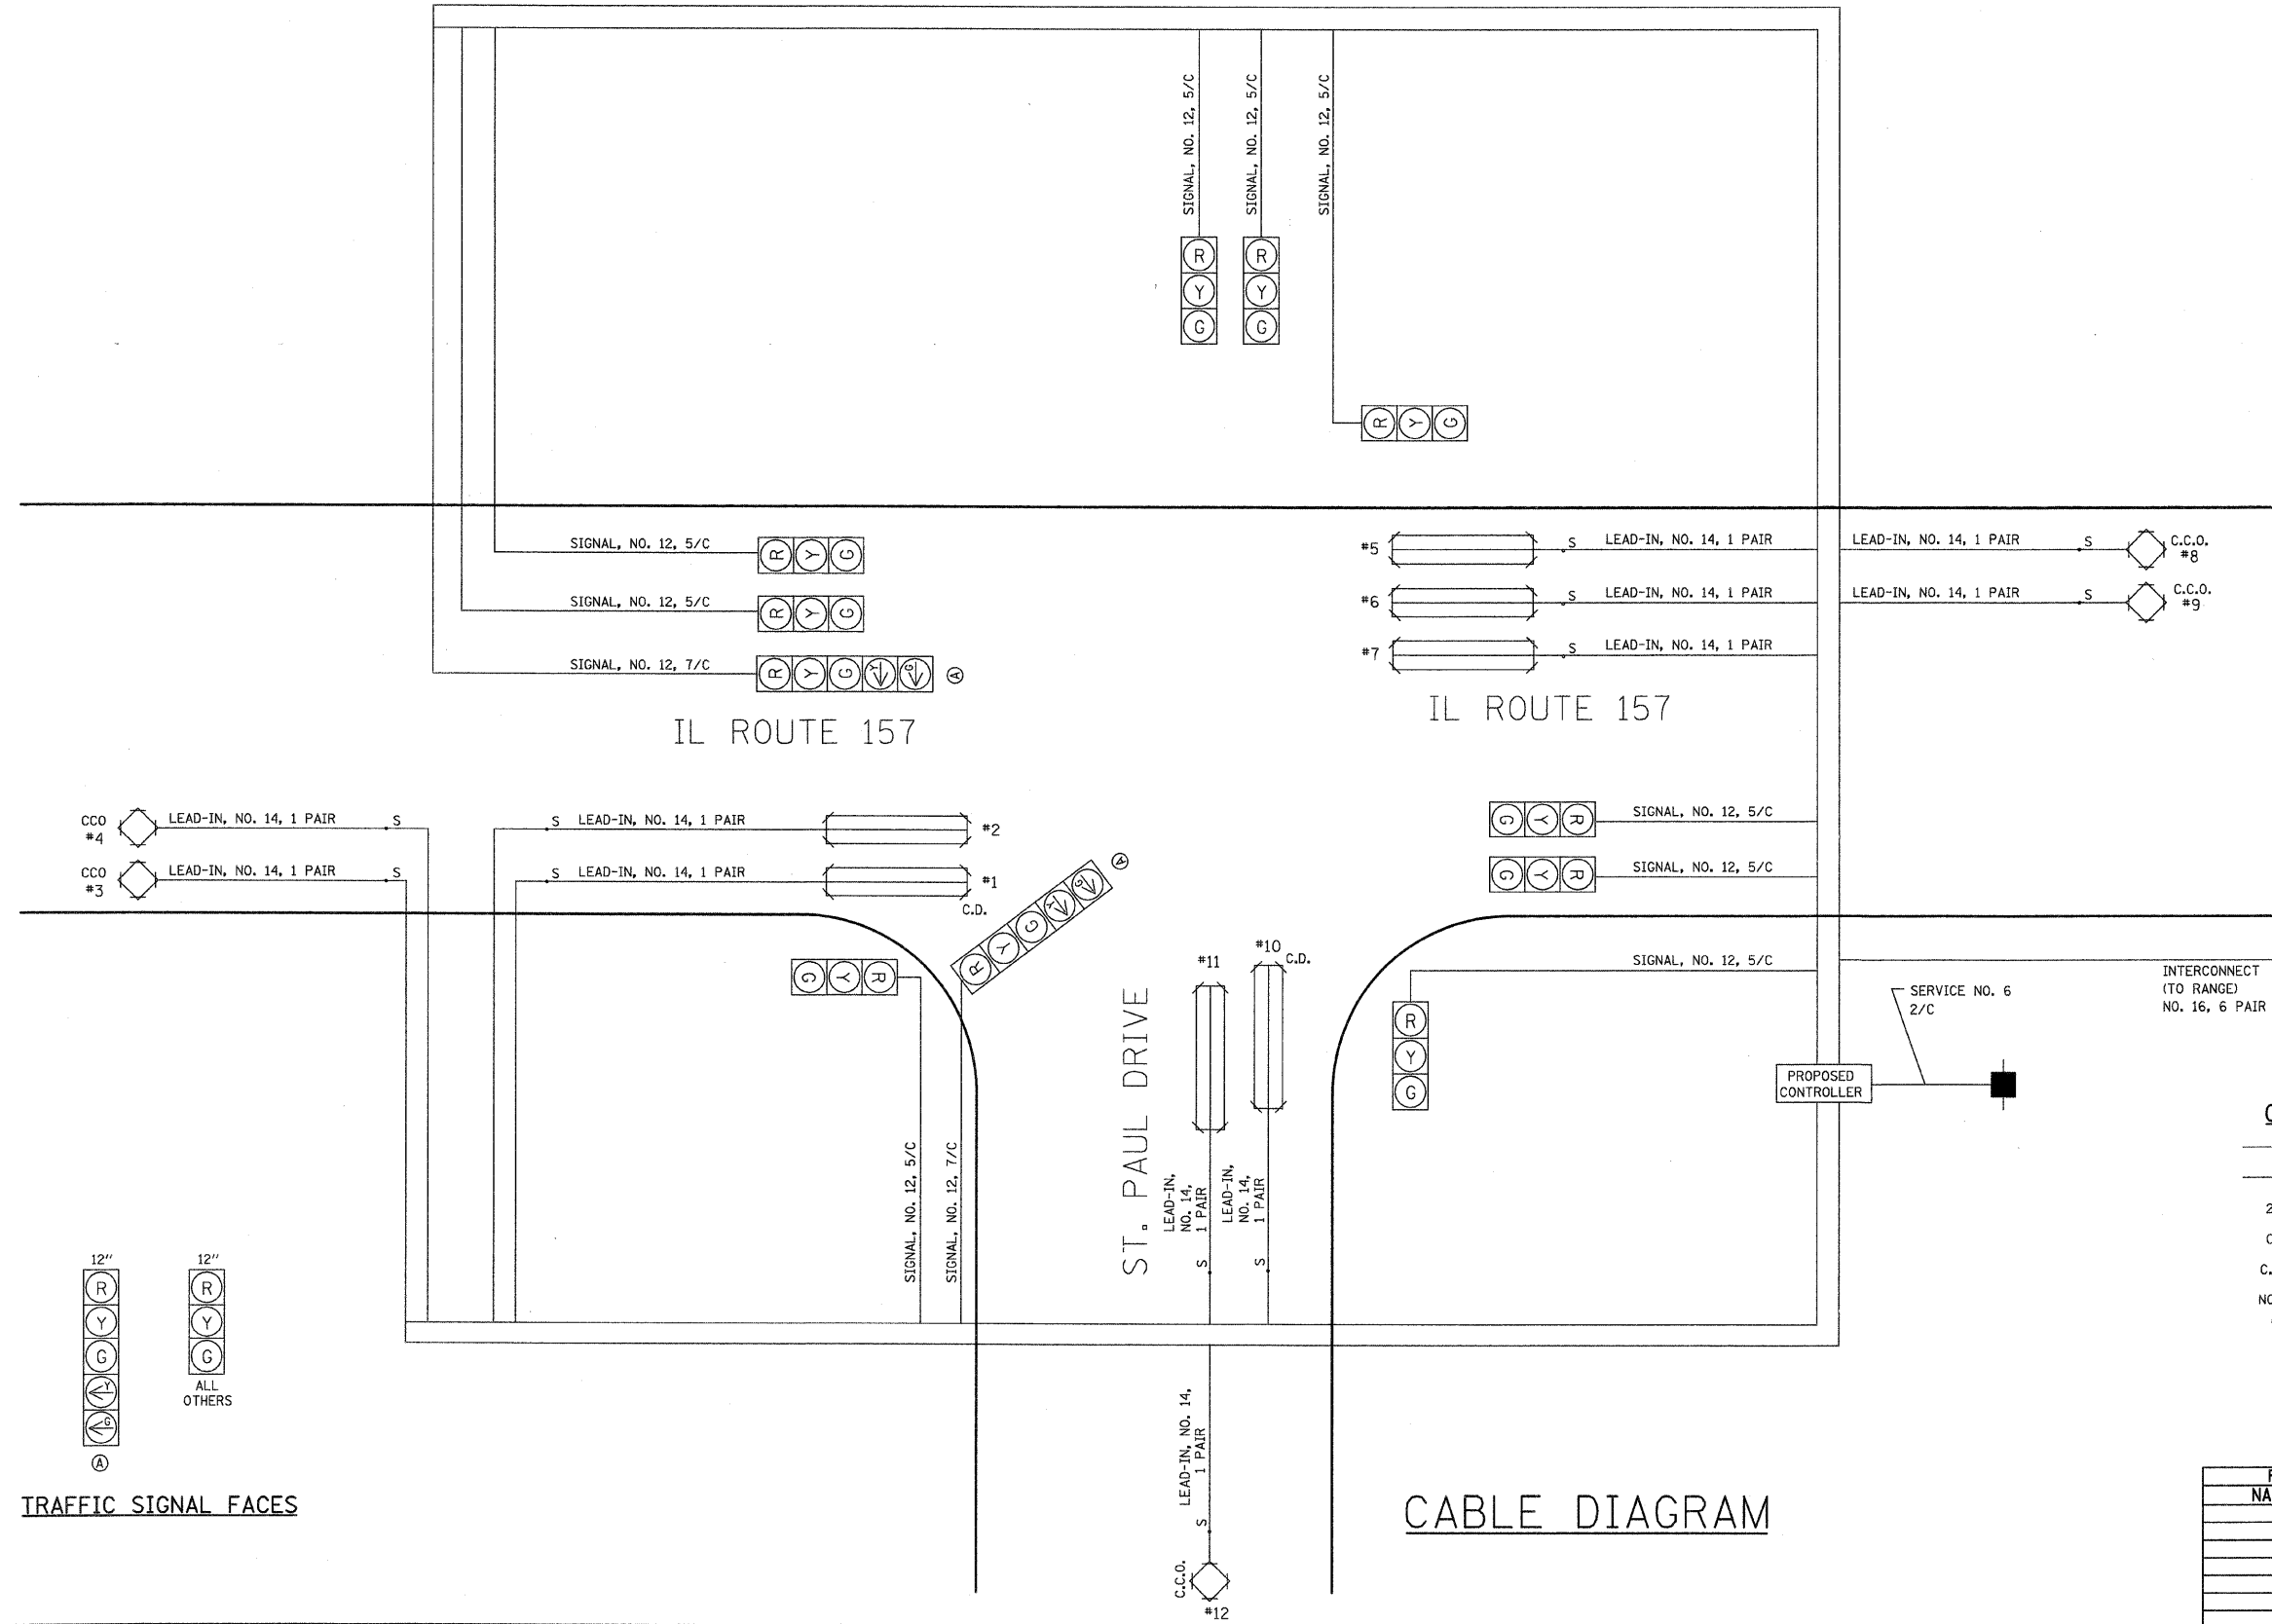 SIGNAL, NO. 12, 5/C
SIGNAL, NO. 12, 5/C
SIGNAL, NO. 12, 5/C
R
Y
G
R
Y
G
R Y G
SIGNAL, NO. 12, 5/C
R Y G
SIGNAL, NO. 12, 5/C
R Y G
SIGNAL, NO. 12, 7/C
R Y G Y G A
IL ROUTE 157
#5 S LEAD-IN, NO. 14, 1 PAIR
LEAD-IN, NO. 14, 1 PAIR S C.C.O.
#8
#6 S LEAD-IN, NO. 14, 1 PAIR
LEAD-IN, NO. 14, 1 PAIR S C.C.O.
#9
#7 S LEAD-IN, NO. 14, 1 PAIR
IL ROUTE 157
CCO
#4
LEAD-IN, NO. 14, 1 PAIR S
S LEAD-IN, NO. 14, 1 PAIR #2
CCO
#3
LEAD-IN, NO. 14, 1 PAIR S
S LEAD-IN, NO. 14, 1 PAIR #1
C.D.
R Y G Y G A
G Y R SIGNAL, NO. 12, 5/C
G Y R SIGNAL, NO. 12, 5/C
G Y R
SIGNAL, NO. 12, 5/C
SIGNAL, NO. 12, 7/C
ST. PAUL DRIVE
#11
#10
C.D.
LEAD-IN,
NO. 14,
1 PAIR
S
LEAD-IN,
NO. 14,
1 PAIR
S
SIGNAL, NO. 12, 5/C
R
Y
G
SERVICE NO. 6
2/C
INTERCONNECT
(TO RANGE)
NO. 16, 6 PAIR
PROPOSED
CONTROLLER
12"
R
Y
G
Y
G
A
12"
R
Y
G
ALL
OTHERS
TRAFFIC SIGNAL FACES
LEAD-IN, NO. 14,
1 PAIR
S
C.C.O.
#12
CABLE DIAGRAM